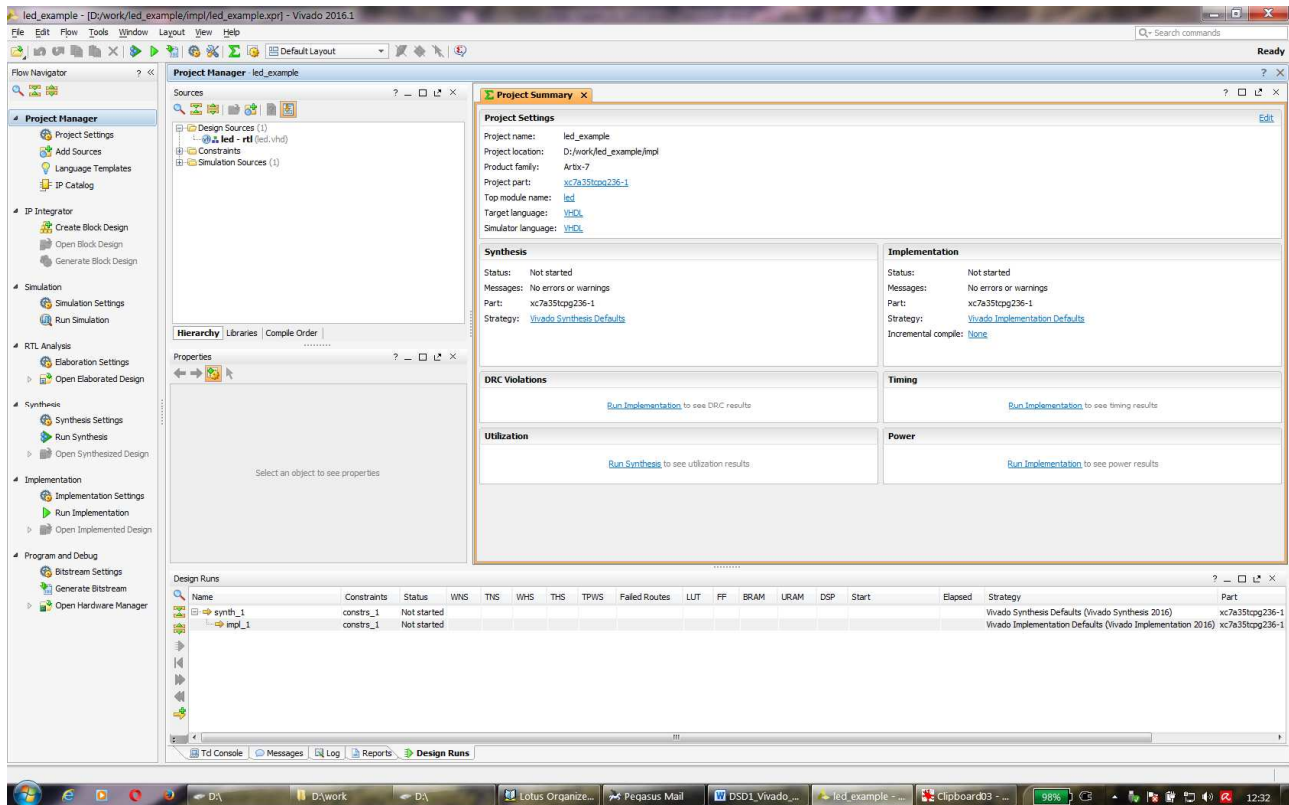 led_example - [D:/work/led_example/impl/led_example.xpr] - Vivado 2016.1
File Edit Flow Tools Window Layout View Help
Q- Search commands
Default Layout
Ready
Flow Navigator
Project Manager
Project Settings
Add Sources
Language Templates
IP Catalog
IP Integrator
Create Block Design
Open Block Design
Generate Block Design
Simulation
Simulation Settings
Run Simulation
RTL Analysis
Elaboration Settings
Open Elaborated Design
Synthesis
Synthesis Settings
Run Synthesis
Open Synthesized Design
Implementation
Implementation Settings
Run Implementation
Open Implemented Design
Program and Debug
Bitstream Settings
Generate Bitstream
Open Hardware Manager
Project Manager - led_example
Sources
Design Sources (1)
led - rtl (led.vhd)
Constraints
Simulation Sources (1)
Hierarchy Libraries Compile Order
Properties
Select an object to see properties
Project Summary
Project Settings Edit
Project name: led_example
Project location: D:/work/led_example/impl
Product family: Artix-7
Project part: xc7a35tcpg236-1
Top module name: led
Target language: VHDL
Simulator language: VHDL
Synthesis
Status: Not started
Messages: No errors or warnings
Part: xc7a35tcpg236-1
Strategy: Vivado Synthesis Defaults
Implementation
Status: Not started
Messages: No errors or warnings
Part: xc7a35tcpg236-1
Strategy: Vivado Implementation Defaults
Incremental compile: None
DRC Violations
Run Implementation to see DRC results
Timing
Run Implementation to see timing results
Utilization
Run Synthesis to see utilization results
Power
Run Implementation to see power results
Design Runs
Name Constraints Status WNS TNS WHS THS TPWS Failed Routes LUT FF BRAM URAM DSP Start Elapsed Strategy Part
synth_1 constrs_1 Not started Vivado Synthesis Defaults (Vivado Synthesis 2016) xc7a35tcpg236-1
impl_1 constrs_1 Not started Vivado Implementation Defaults (Vivado Implementation 2016) xc7a35tcpg236-1
Tcl Console Messages Log Reports Design Runs
D:\ D:\work D:\ Lotus Organize... Pegasus Mail DSD1_Vivado_... led_example - ... Clipboard03 - ... 98% 12:32